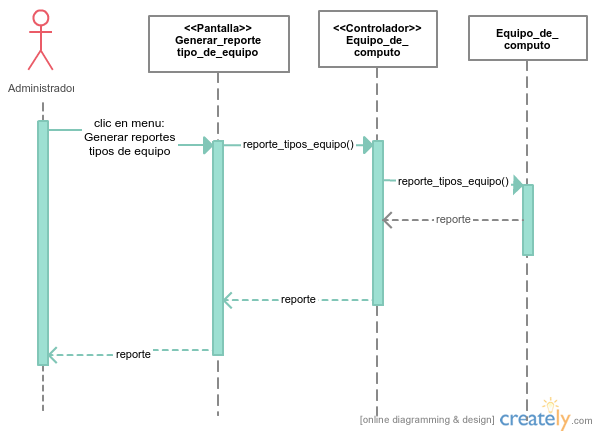 <<Pantalla>>
Generar_reporte
tipo_de_equipo
<<Controlador>>
Equipo_de_
computo
Equipo_de_
computo
Administrador
clic en menu:
Generar reportes
tipos de equipo
reporte_tipos_equipo()
reporte_tipos_equipo()
reporte
reporte
reporte
[online diagramming & design] creately.com